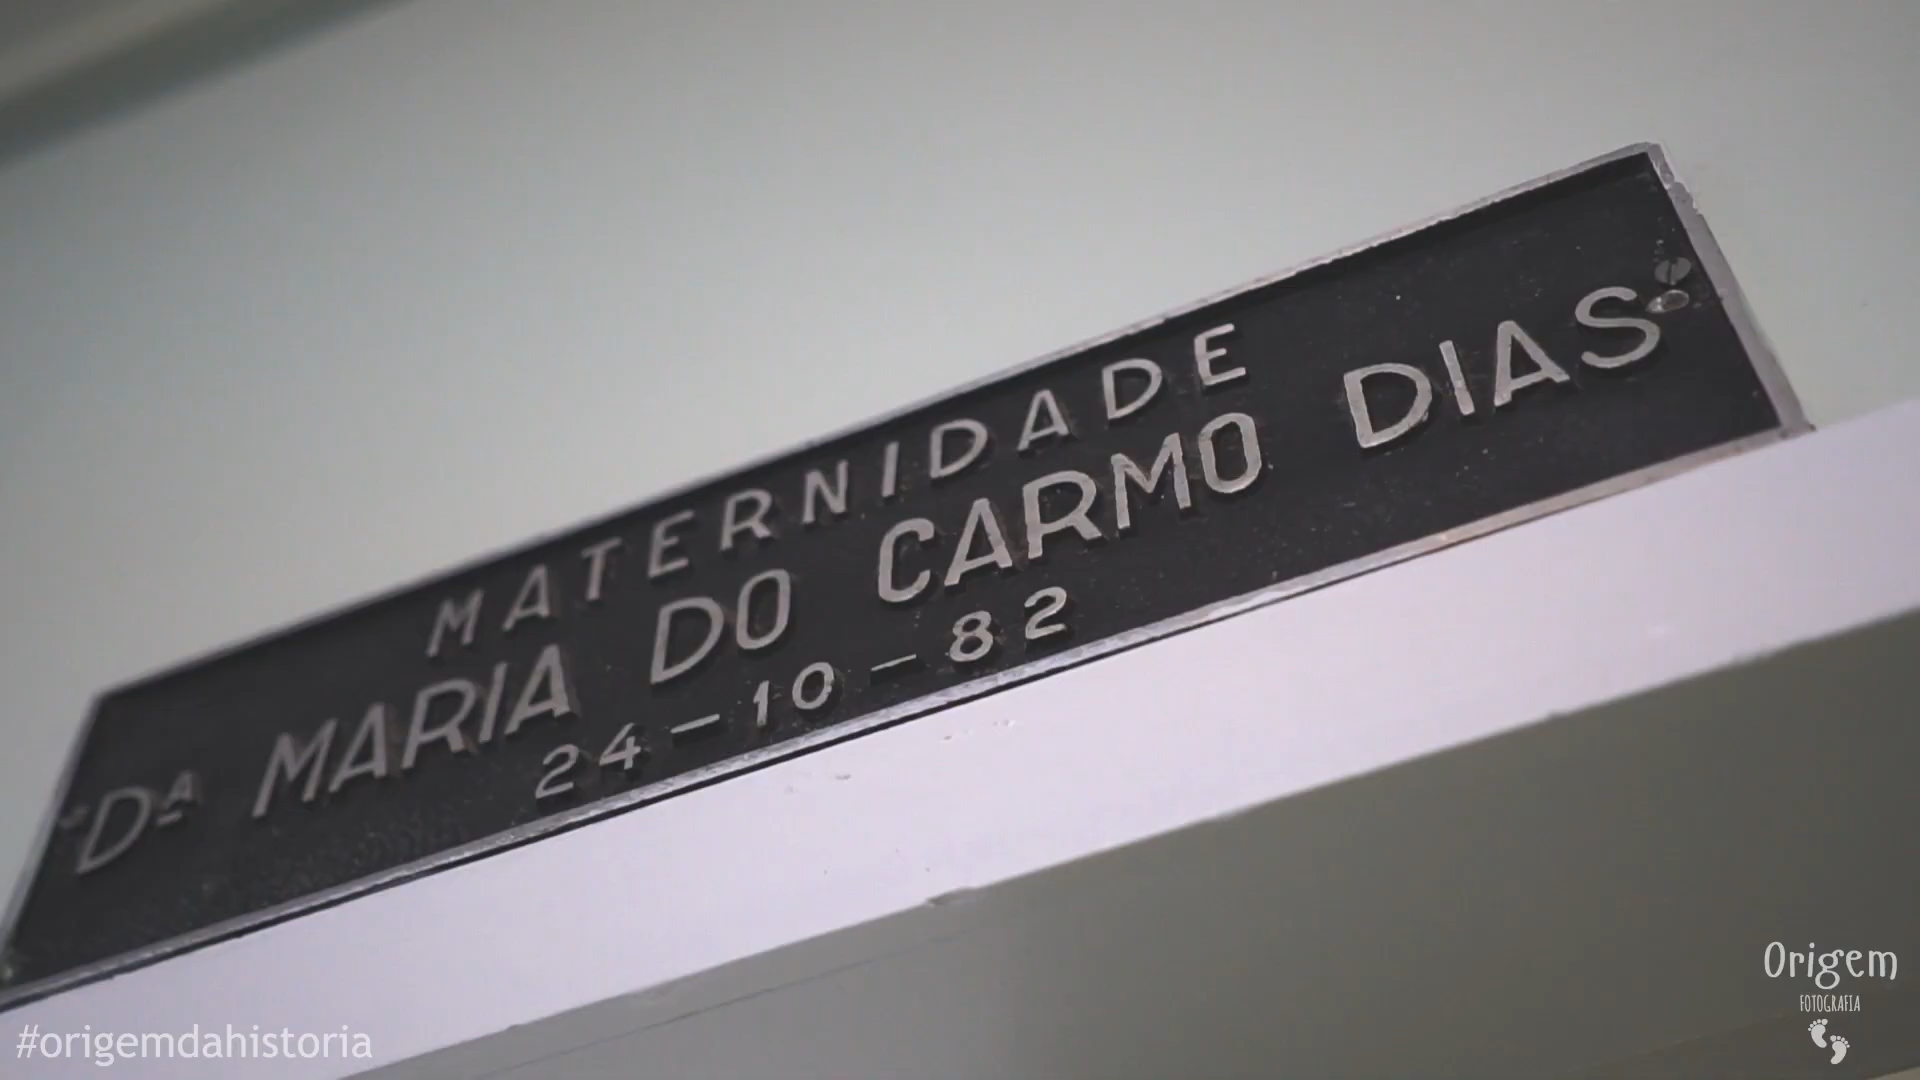 MATERNIDADE
"Dª MARIA DO CARMO DIAS"
24-10-82
#origemdahistoria
Origem
FOTOGRAFIA